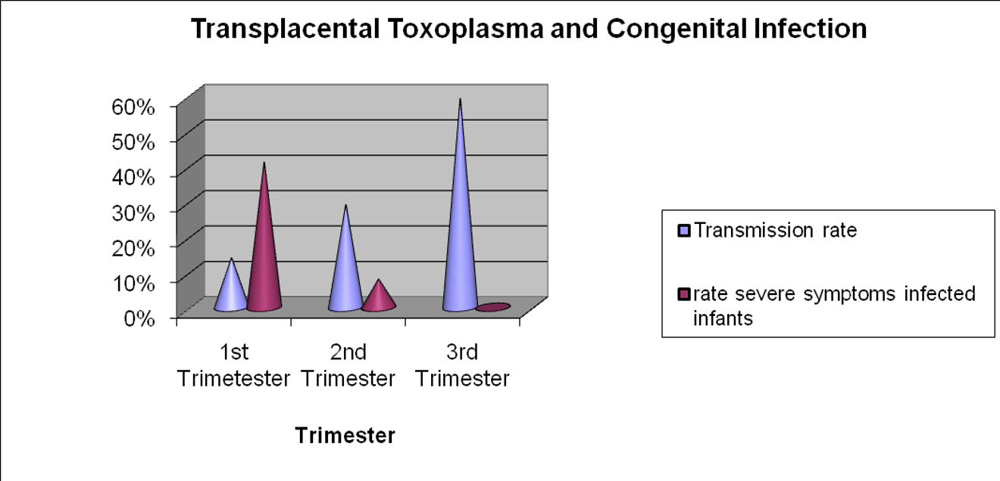 Transplacental Toxoplasma and Congenital Infection
60%
50%
40%
30%
20%
10%
0%
1st
Trimetester
2nd
Trimester
3rd
Trimester
Trimester
Transmission rate
rate severe symptoms infected
infants